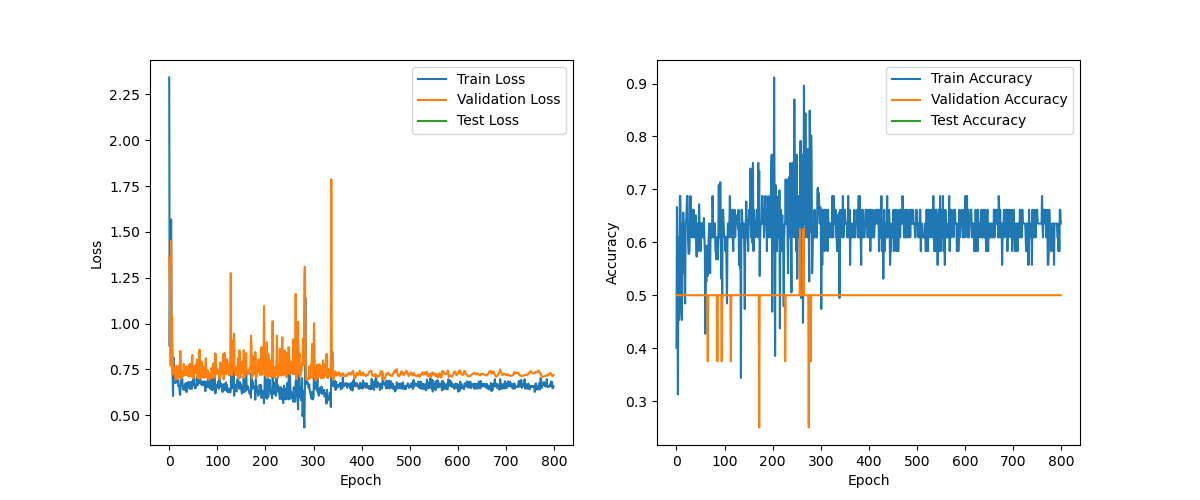 2.25
2.00
1.75
1.50
1.25
1.00
0.75
0.50
Loss
0 100 200 300 400 500 600 700 800
Epoch
Train Loss
Validation Loss
Test Loss
0.9
0.8
0.7
0.6
0.5
0.4
0.3
Accuracy
0 100 200 300 400 500 600 700 800
Epoch
Train Accuracy
Validation Accuracy
Test Accuracy